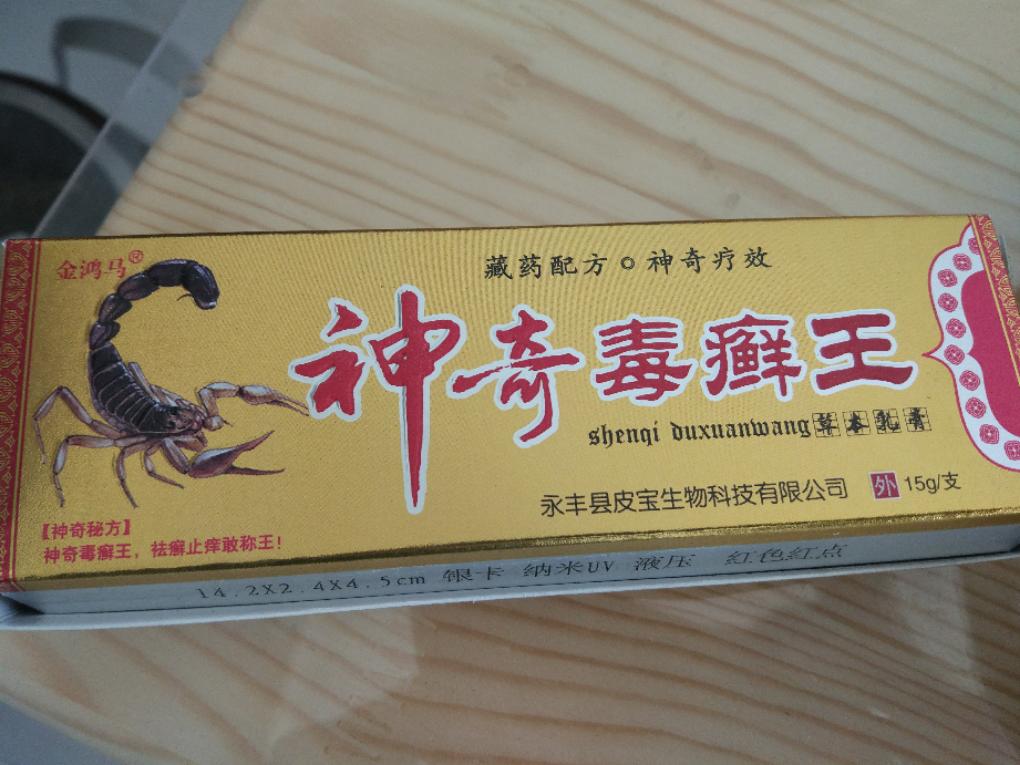 金鸿马®
藏药配方○神奇疗效
神奇毒癣王
shenqi duxuanwang 草本乳膏
永丰县皮宝生物科技有限公司 外 15g/支
【神奇秘方】
神奇毒癣王，祛癣止痒敢称王！
14.2X2.4X4.5cm 银卡 纳米UV 液压 红色红点